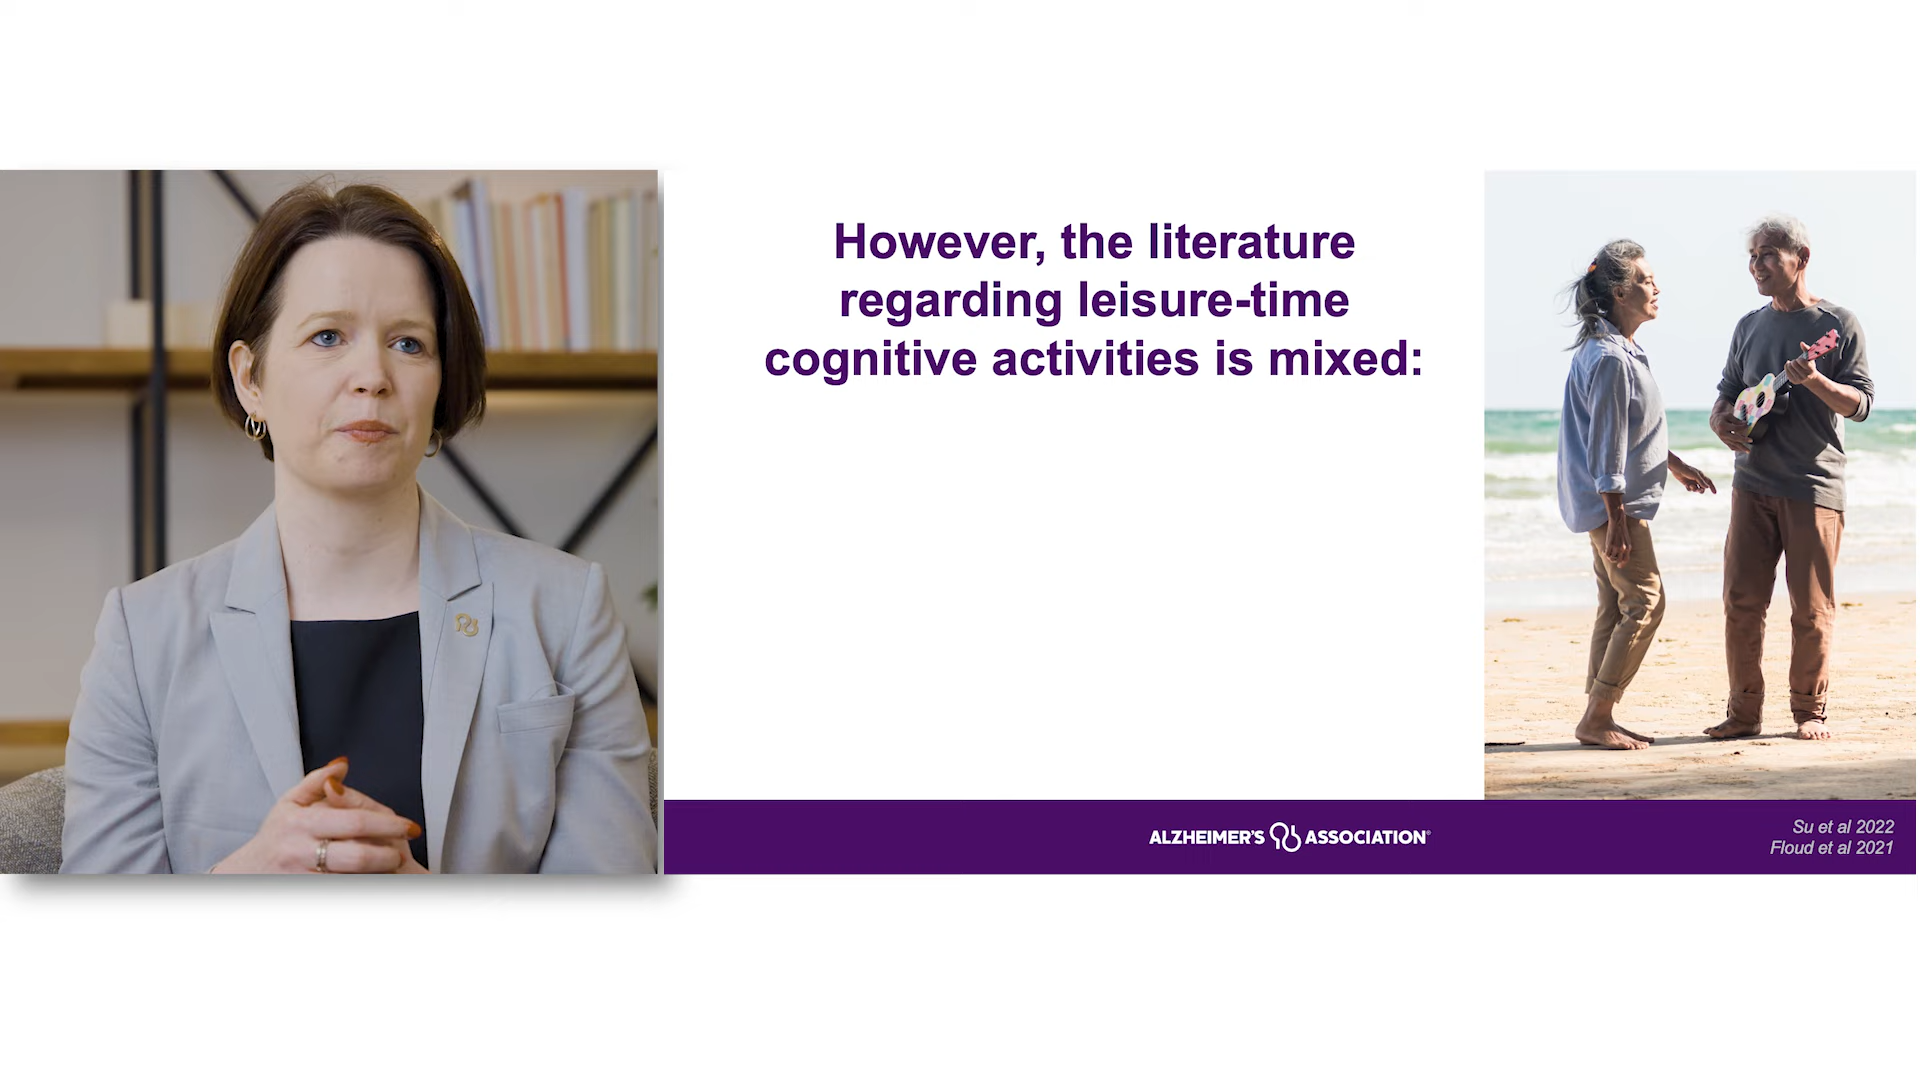 However, the literature
regarding leisure-time
cognitive activities is mixed:
ALZHEIMER'S ASSOCIATION®
Su et al 2022
Floud et al 2021